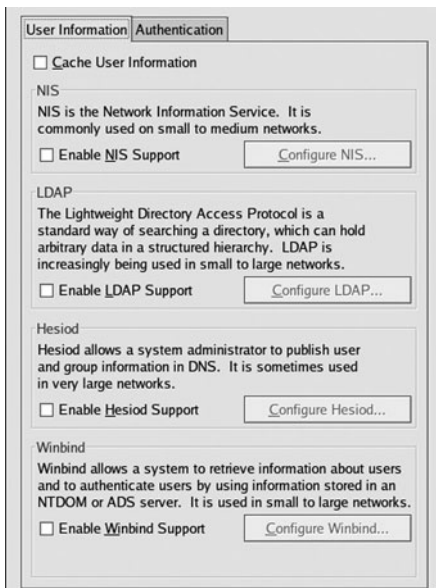 User Information Authentication
Cache User Information
NIS
NIS is the Network Information Service. It is
commonly used on small to medium networks.
Enable NIS Support Configure NIS...
LDAP
The Lightweight Directory Access Protocol is a
standard way of searching a directory, which can hold
arbitrary data in a structured hierarchy. LDAP is
increasingly being used in small to large networks.
Enable LDAP Support Configure LDAP...
Hesiod
Hesiod allows a system administrator to publish user
and group information in DNS. It is sometimes used
in very large networks.
Enable Hesiod Support Configure Hesiod...
Winbind
Winbind allows a system to retrieve information about users
and to authenticate users by using information stored in an
NTDOM or ADS server. It is used in small to large networks.
Enable Winbind Support Configure Winbind...